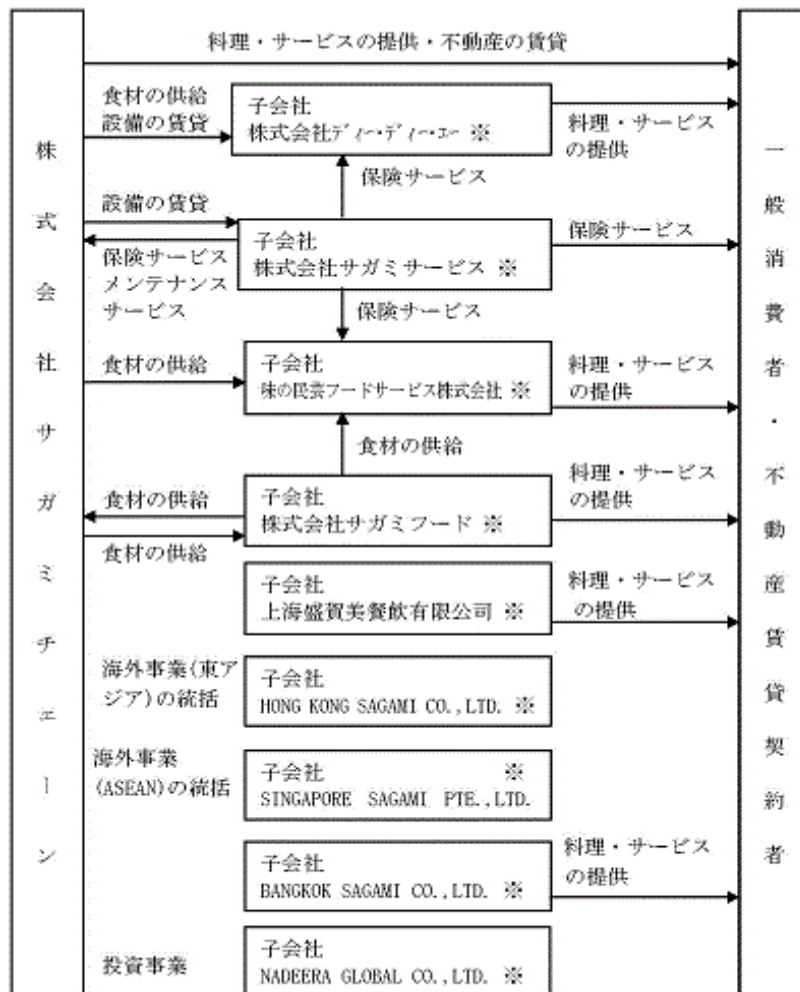 料理・サービスの提供・不動産の賃貸
株式会社サガミチェーン
一般消費者・不動産賃貸契約者
食材の供給
設備の賃貸
子会社
株式会社ディー・ディー・エー ※
料理・サービス
の提供
保険サービス
設備の賃貸
保険サービス
メンテナンス
サービス
子会社
株式会社サガミサービス ※
保険サービス
保険サービス
食材の供給
子会社
味の民芸フードサービス株式会社 ※
料理・サービス
の提供
食材の供給
食材の供給
食材の供給
子会社
株式会社サガミフード ※
料理・サービス
の提供
子会社
上海盛賀美餐飲有限公司 ※
料理・サービス
の提供
海外事業(東ア
ジア)の統括
子会社
HONG KONG SAGAMI CO.,LTD. ※
海外事業
(ASEAN)の統括
子会社 ※
SINGAPORE SAGAMI PTE.,LTD.
子会社
BANGKOK SAGAMI CO.,LTD. ※
料理・サービス
の提供
投資事業
子会社
NADEERA GLOBAL CO.,LTD. ※